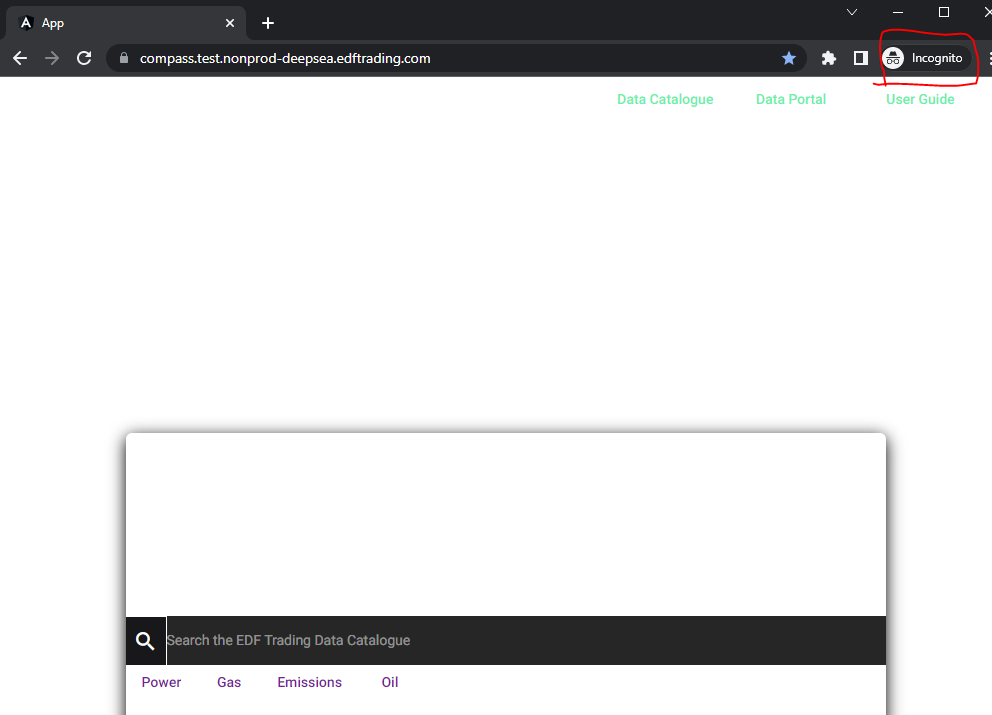 App
compass.test.nonprod-deepsea.edftrading.com
Incognito
Data Catalogue Data Portal User Guide
Search the EDF Trading Data Catalogue
Power Gas Emissions Oil